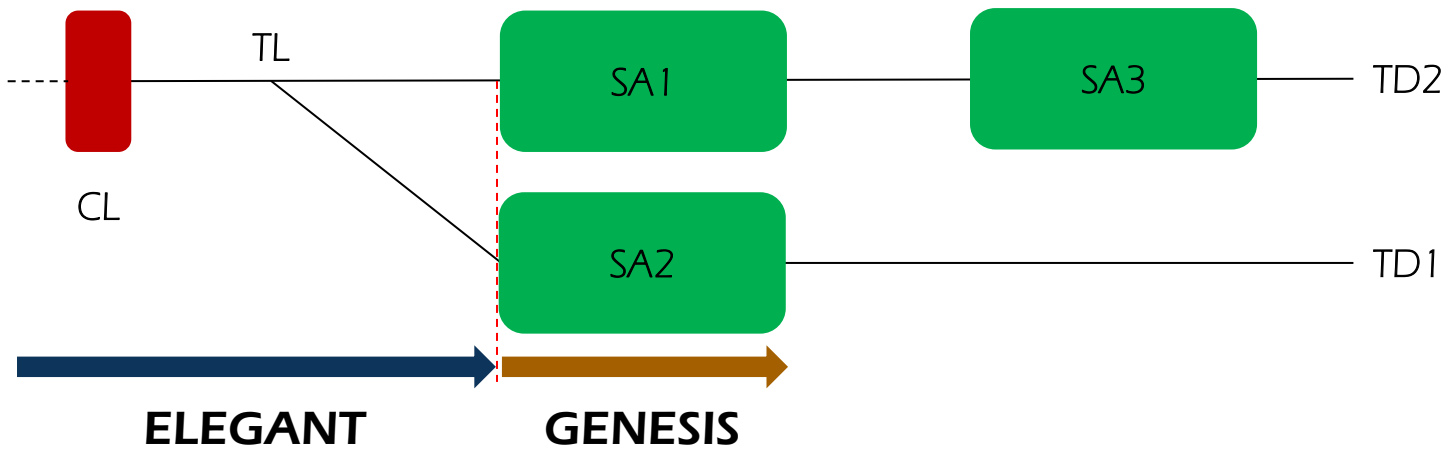 TL
SA1
SA3
TD2
CL
SA2
TD1
ELEGANT
GENESIS